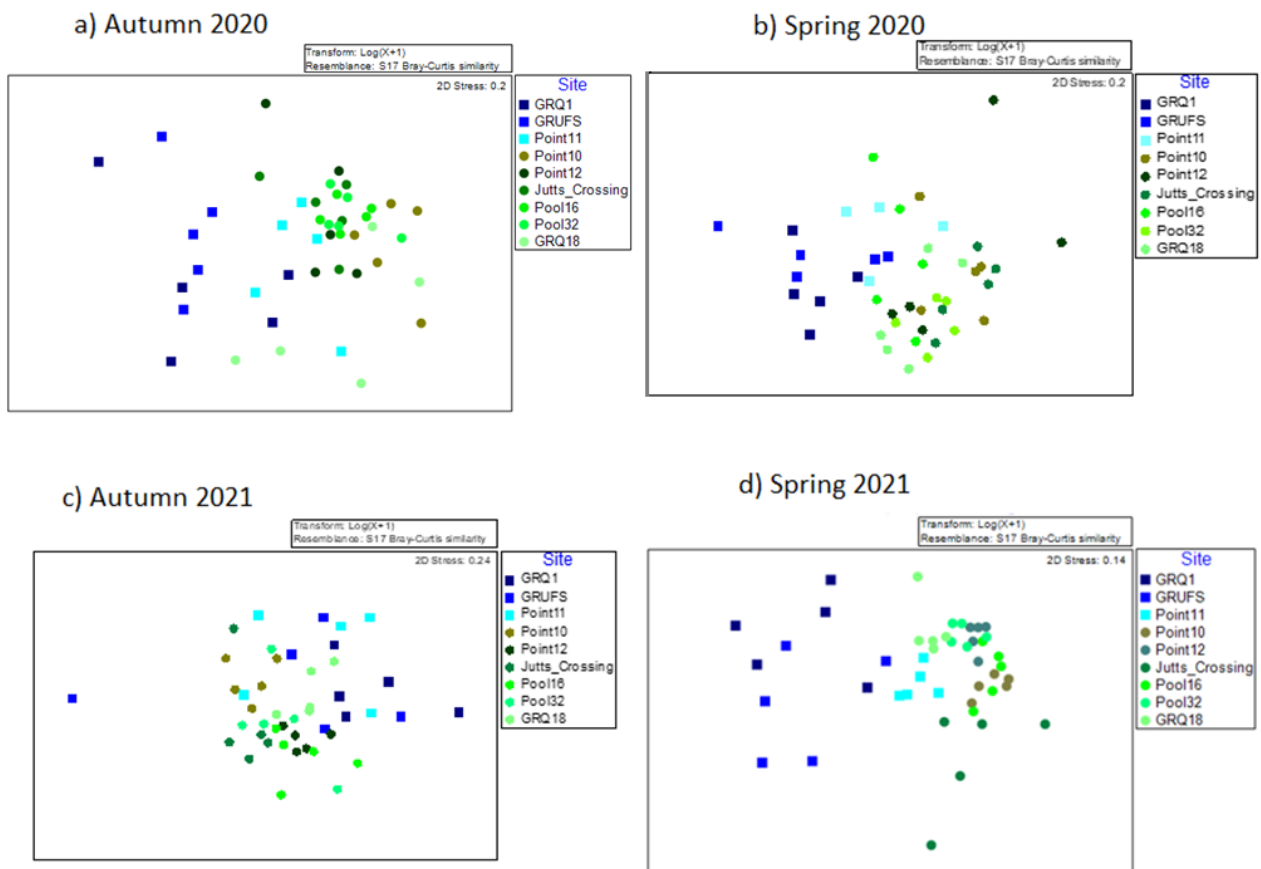 a) Autumn 2020
Transform: Log(X+1)
Resemblance: S17 Bray-Curtis similarity
2D Stress: 0.2
Site
GRQ1
GRUFS
Point11
Point10
Point12
Jutts_Crossing
Pool16
Pool32
GRQ18
b) Spring 2020
Transform: Log(X+1)
Resemblance: S17 Bray-Curtis similarity
2D Stress: 0.2
Site
GRQ1
GRUFS
Point11
Point10
Point12
Jutts_Crossing
Pool16
Pool32
GRQ18
c) Autumn 2021
Transform: Log(X+1)
Resemblance: S17 Bray-Curtis similarity
2D Stress: 0.24
Site
GRQ1
GRUFS
Point11
Point10
Point12
Jutts_Crossing
Pool16
Pool32
GRQ18
d) Spring 2021
Transform: Log(X+1)
Resemblance: S17 Bray-Curtis similarity
2D Stress: 0.14
Site
GRQ1
GRUFS
Point11
Point10
Point12
Jutts_Crossing
Pool16
Pool32
GRQ18